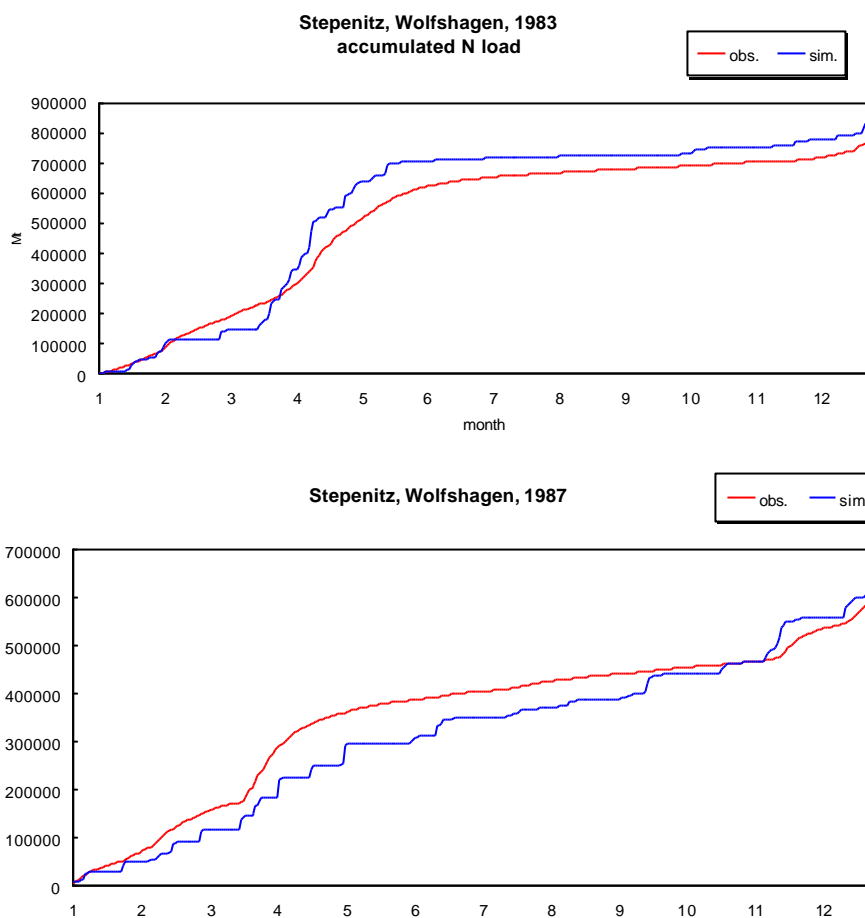 Stepenitz, Wolfshagen, 1983
accumulated N load
obs. sim.
900000
800000
700000
600000
500000
400000
300000
200000
100000
0
Mt
1 2 3 4 5 6 7 8 9 10 11 12
month
Stepenitz, Wolfshagen, 1987
obs. sim
700000
600000
500000
400000
300000
200000
100000
0
1 2 3 4 5 6 7 8 9 10 11 12